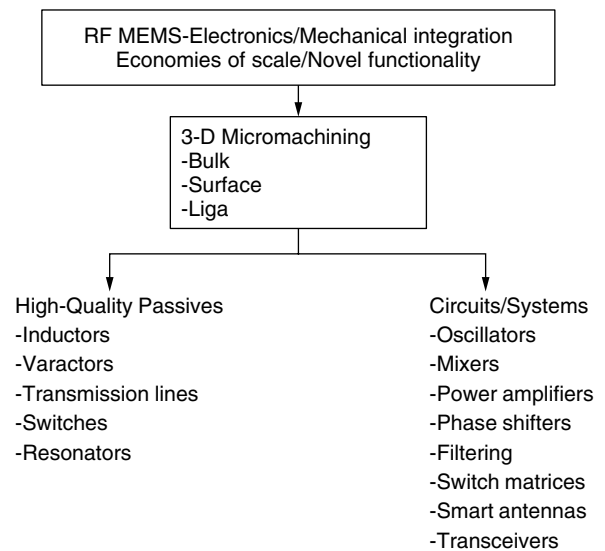 RF MEMS-Electronics/Mechanical integration
Economies of scale/Novel functionality
3-D Micromachining
-Bulk
-Surface
-Liga
High-Quality Passives
-Inductors
-Varactors
-Transmission lines
-Switches
-Resonators
Circuits/Systems
-Oscillators
-Mixers
-Power amplifiers
-Phase shifters
-Filtering
-Switch matrices
-Smart antennas
-Transceivers